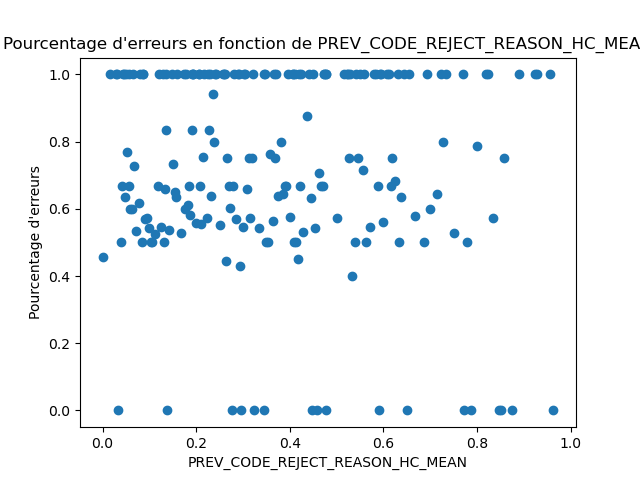 Pourcentage d'erreurs en fonction de PREV_CODE_REJECT_REASON_HC_MEA
1.0
0.8
0.6
0.4
0.2
0.0
Pourcentage d'erreurs
0.0 0.2 0.4 0.6 0.8 1.0
PREV_CODE_REJECT_REASON_HC_MEAN